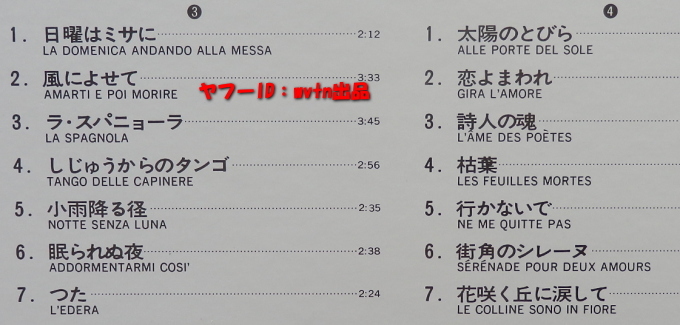 ❸
1. 日曜はミサに 2:12
LA DOMENICA ANDANDO ALLA MESSA
2. 風によせて 3:33
AMARTI E POI MORIRE
ヤフーID：mvtn出品
3. ラ・スパニョーラ 3:45
LA SPAGNOLA
4. しじゅうからのタンゴ 2:56
TANGO DELLE CAPINERE
5. 小雨降る径 2:35
NOTTE SENZA LUNA
6. 眠られぬ夜 2:38
ADDORMENTARMI COSI'
7. つた 2:24
L'EDERA
❹
1. 太陽のとびら
ALLE PORTE DEL SOLE
2. 恋よまわれ
GIRA L'AMORE
3. 詩人の魂
L'ÂME DES POÈTES
4. 枯葉
LES FEUILLES MORTES
5. 行かないで
NE ME QUITTE PAS
6. 街角のシレーヌ
SÉRÉNADE POUR DEUX AMOURS
7. 花咲く丘に涙して
LE COLLINE SONO IN FIORE